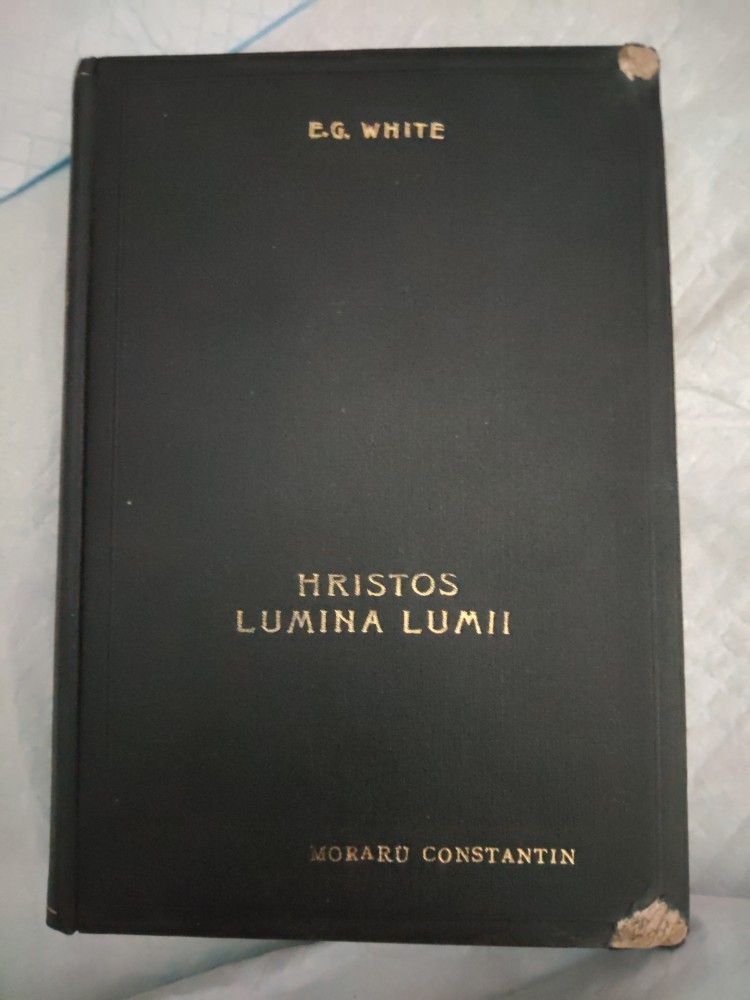 E.G. WHITE
HRISTOS
LUMINA LUMII
MORARU CONSTANTIN